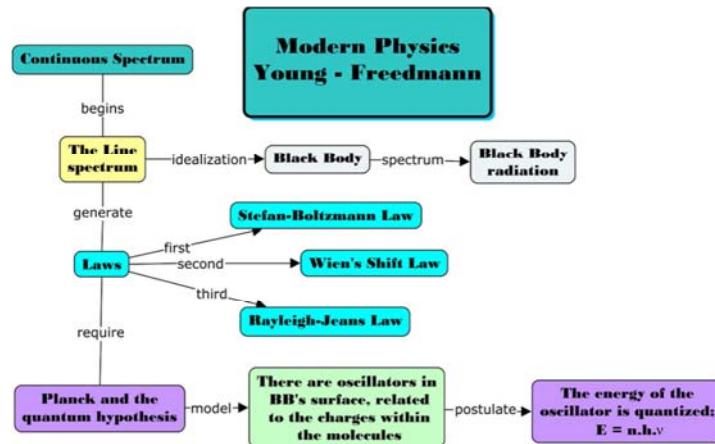 Modern Physics
Young - Freedmann
Continuous Spectrum
begins
The Line
spectrum
idealization
Black Body
spectrum
Black Body
radiation
generate
Laws
first
Stefan-Boltzmann Law
second
Wien's Shift Law
third
Rayleigh-Jeans Law
require
Planck and the
quantum hypothesis
model
There are oscillators in
BB's surface, related
to the charges within
the molecules
postulate
The energy of the
oscillator is quantized:
E = n.h.ν